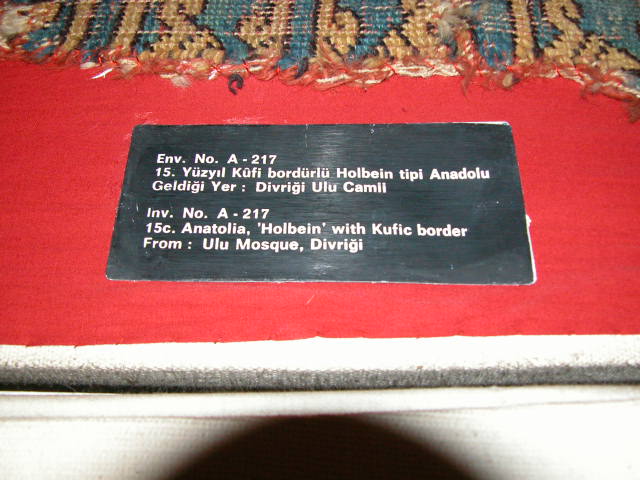 Env. No. A - 217
15. Yüzyıl Kûfi bordürlü Holbein tipi Anadolu
Geldiği Yer : Divriği Ulu Camii
Inv. No. A - 217
15c. Anatolia, 'Holbein' with Kufic border
From : Ulu Mosque, Divriği